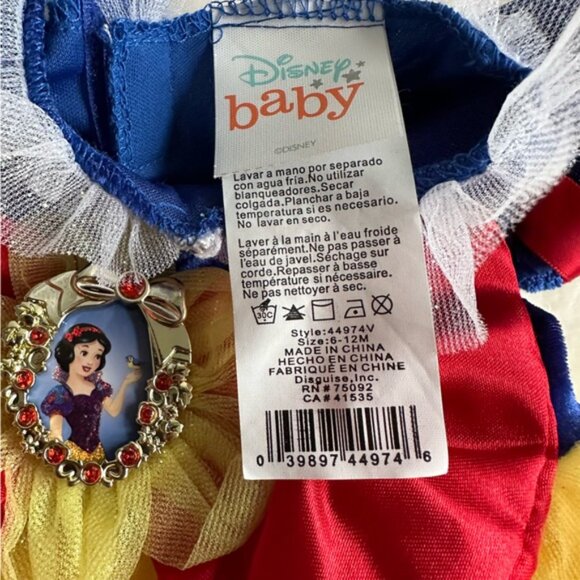 Disney
baby
©DISNEY
Lavar a mano por separado
con agua fría.No utilizar
blanqueadores.Secar
colgada.Planchar a baja
temperatura si es necesario.
No lavar en seco.
Laver à la main à l'eau froide
séparément.Ne pas passer à
l'eau de javel.Séchage sur
corde.Repasser à basse
température si nécessaire.
Ne pas nettoyer à sec.
30C
Style:44974V
Size:6-12M
MADE IN CHINA
HECHO EN CHINA
FABRIQUÉ EN CHINE
Disguise,Inc.
RN# 75092
CA# 41535
0 39897 44974 6